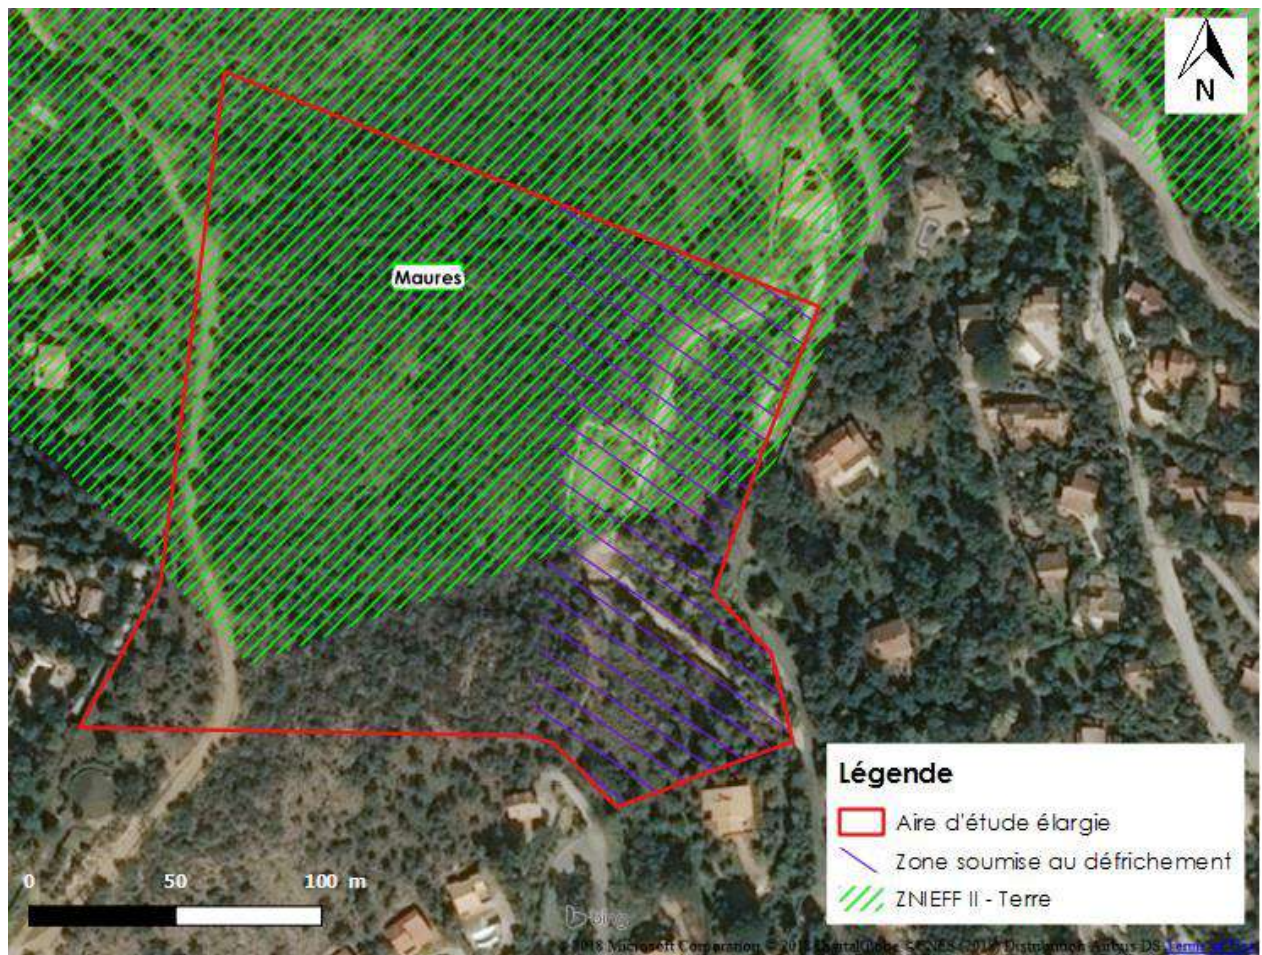 N
Maures
Légende
Aire d'étude élargie
Zone soumise au défrichement
ZNIEFF II - Terre
0 50 100 m
bing
© 2018 Microsoft Corporation © 2018 DigitalGlobe © CNES (2018) Distribution Airbus DS